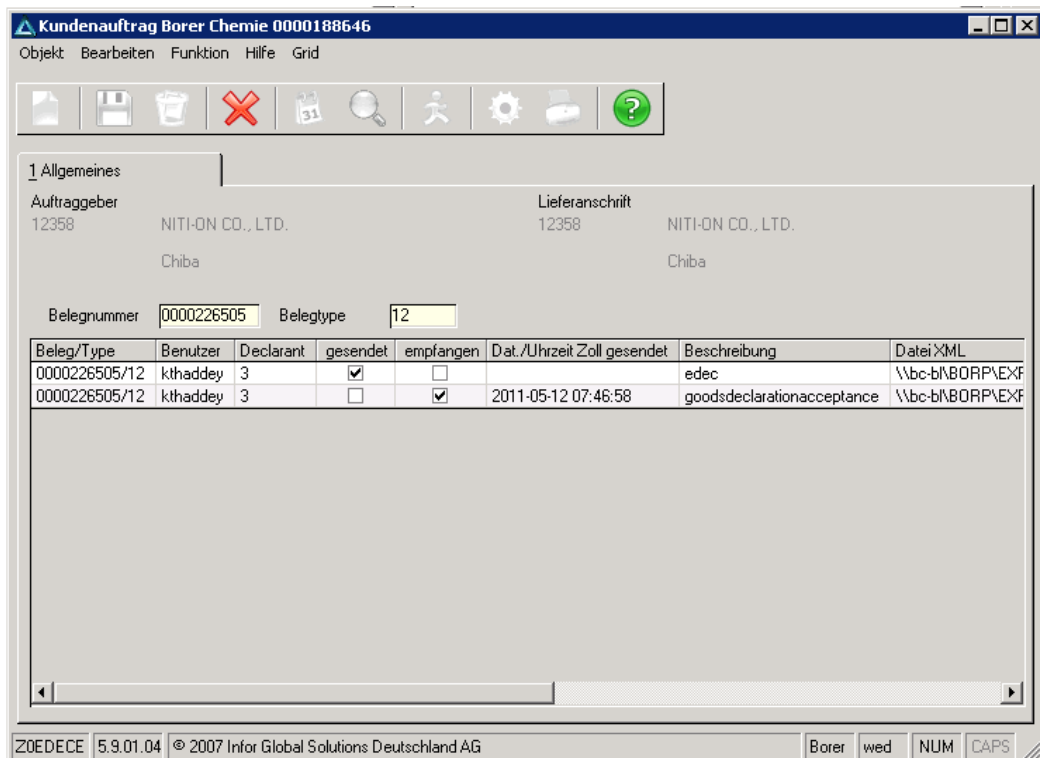 Kundenauftrag Borer Chemie 0000188646
Objekt Bearbeiten Funktion Hilfe Grid
31 ?
1 Allgemeines
Auftraggeber Lieferanschrift
12358 NITI-ON CO., LTD. 12358 NITI-ON CO., LTD.
Chiba Chiba
Belegnummer 0000226505 Belegtype 12
Beleg/Type Benutzer Declarant gesendet empfangen Dat./Uhrzeit Zoll gesendet Beschreibung Datei XML
0000226505/12 kthaddey 3 edec \\bc-bl\BORP\EXF
0000226505/12 kthaddey 3 2011-05-12 07:46:58 goodsdeclarationacceptance \\bc-bl\BORP\EXF
Z0EDECE 5.9.01.04 © 2007 Infor Global Solutions Deutschland AG Borer wed NUM CAPS